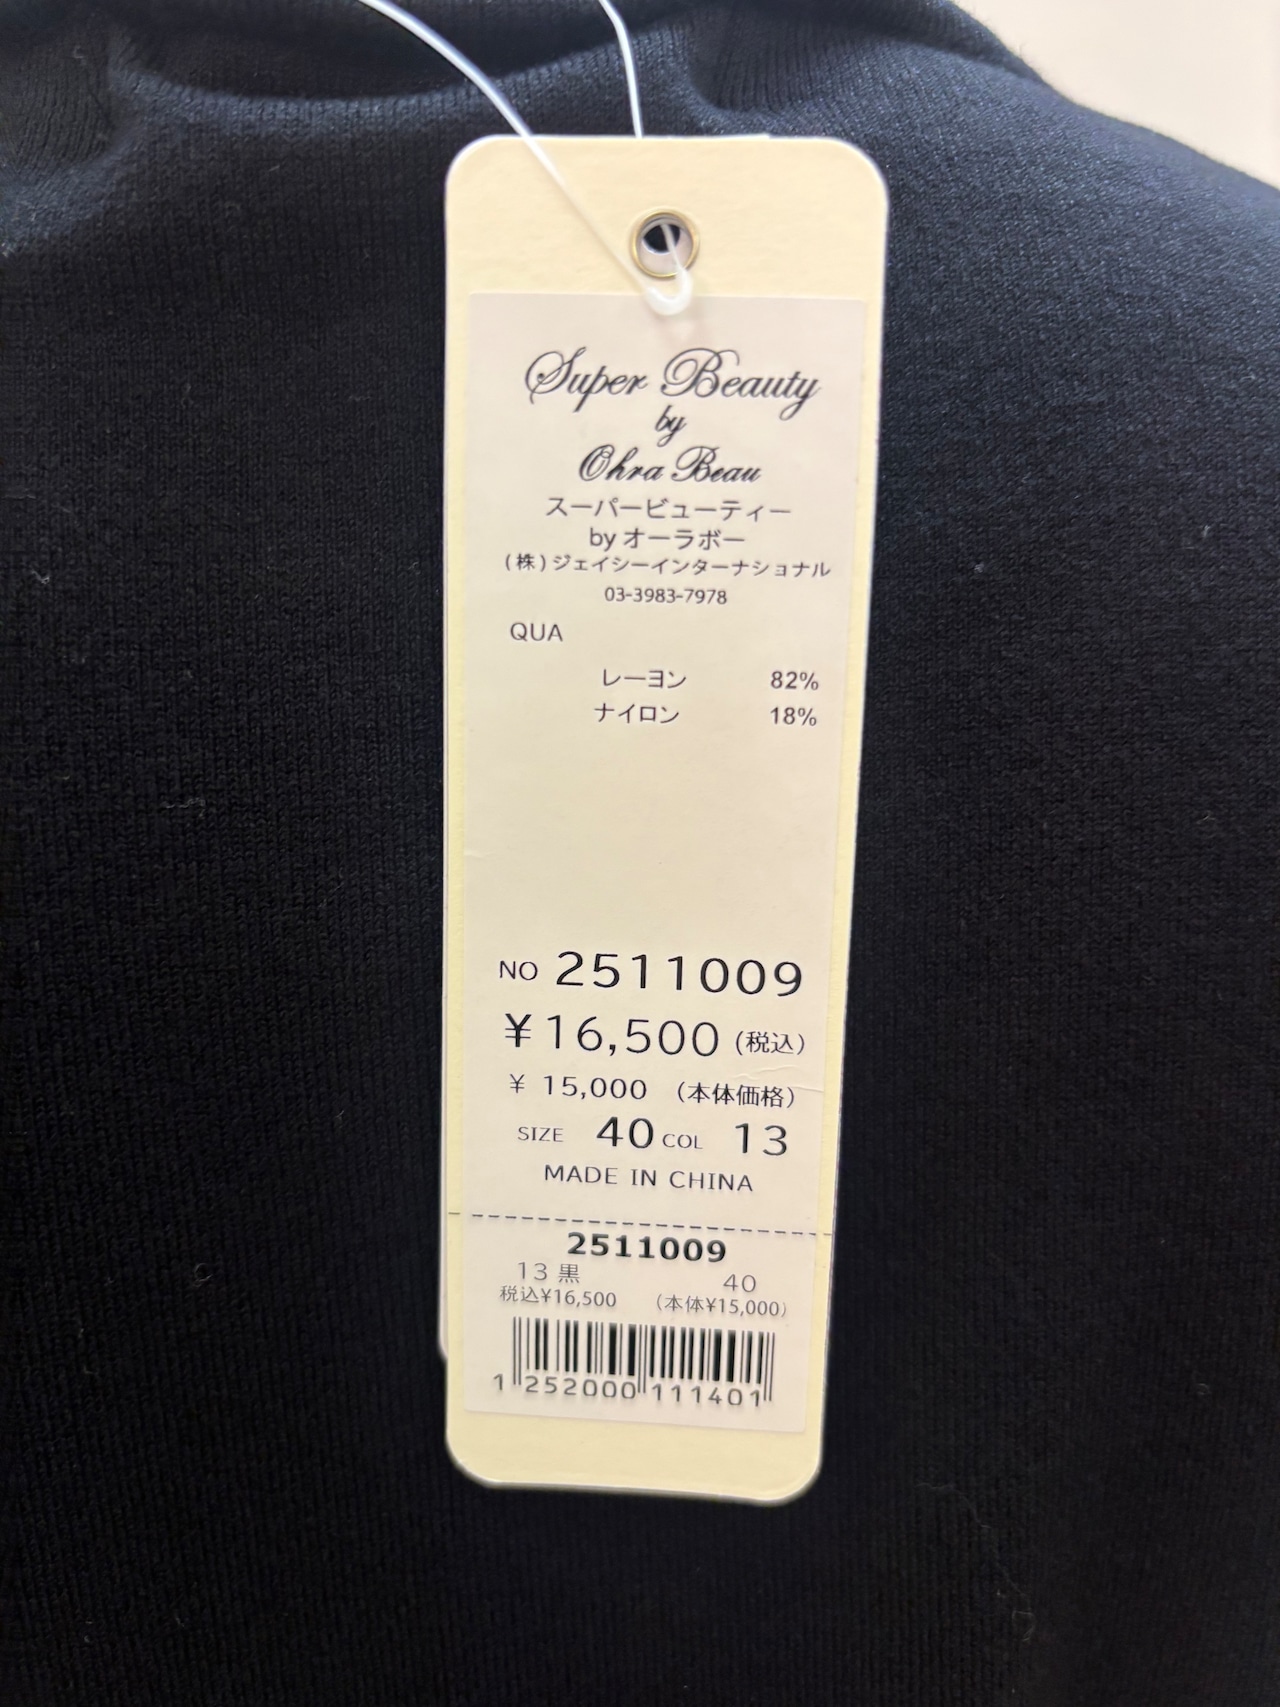 Super Beauty
by
Ohra Beau
スーパービューティー
by オーラボー
(株)ジェイシーインターナショナル
03-3983-7978
QUA
レーヨン 82%
ナイロン 18%
NO 2511009
¥16,500 (税込)
¥ 15,000 (本体価格)
SIZE 40 COL 13
MADE IN CHINA
2511009
13 黒 40
税込¥16,500 (本体¥15,000)
1 252000 111401